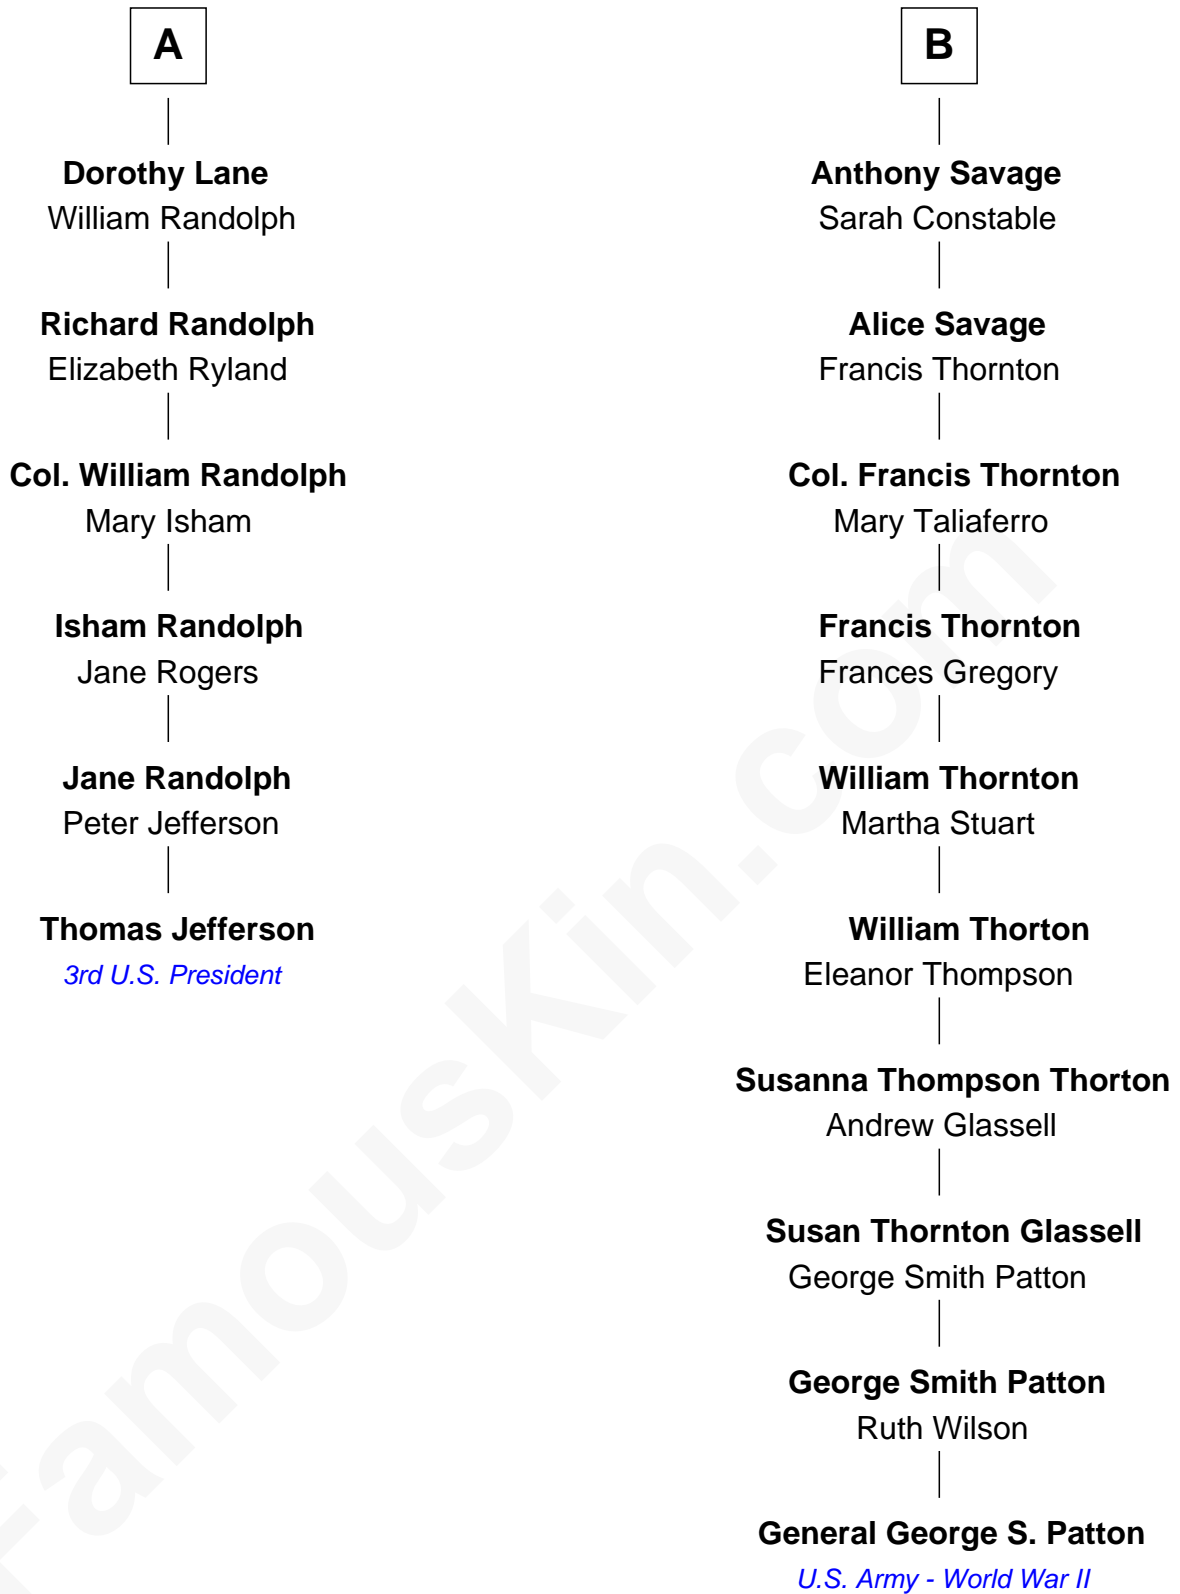 A
Dorothy Lane
William Randolph
Richard Randolph
Elizabeth Ryland
Col. William Randolph
Mary Isham
Isham Randolph
Jane Rogers
Jane Randolph
Peter Jefferson
Thomas Jefferson
3rd U.S. President
B
Anthony Savage
Sarah Constable
Alice Savage
Francis Thornton
Col. Francis Thornton
Mary Taliaferro
Francis Thornton
Frances Gregory
William Thornton
Martha Stuart
William Thorton
Eleanor Thompson
Susanna Thompson Thorton
Andrew Glassell
Susan Thornton Glassell
George Smith Patton
George Smith Patton
Ruth Wilson
General George S. Patton
U.S. Army - World War II
FamousKin.com